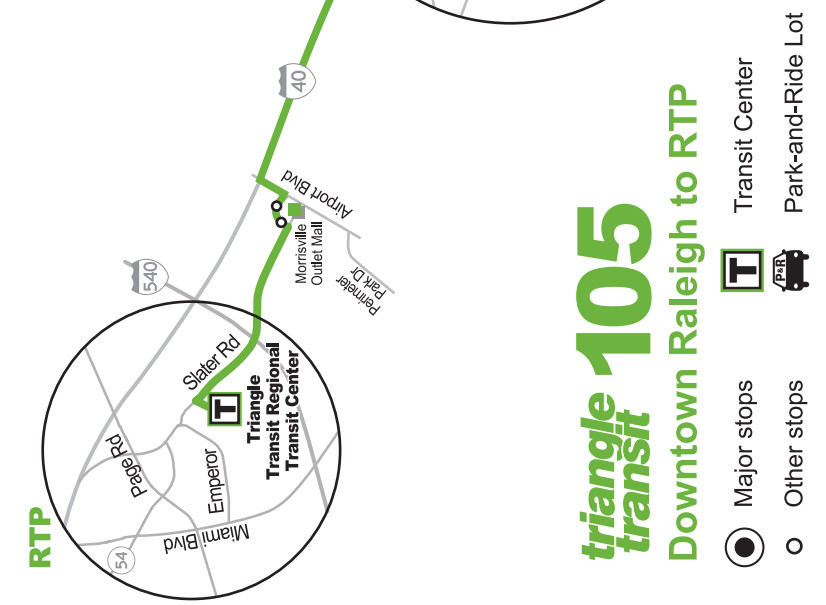 RTP
54
Miami Blvd
Page Rd
Emperor
Slater Rd
T
Triangle
Transit Regional
Transit Center
540
Morrisville
Outlet Mall
Perimeter
Park Dr
Airport Blvd
40
triangle
transit
105
Downtown Raleigh to RTP
Major stops
T
Transit Center
Other stops
P&R
Park-and-Ride Lot